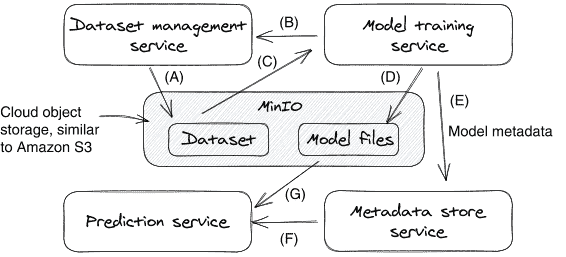 Dataset management
service
(B)
Model training
service
(A)
(C)
(D)
(E)
Cloud object
storage, similar
to Amazon S3
MinIO
Dataset
Model files
Model metadata
(G)
Prediction service
(F)
Metadata store
service